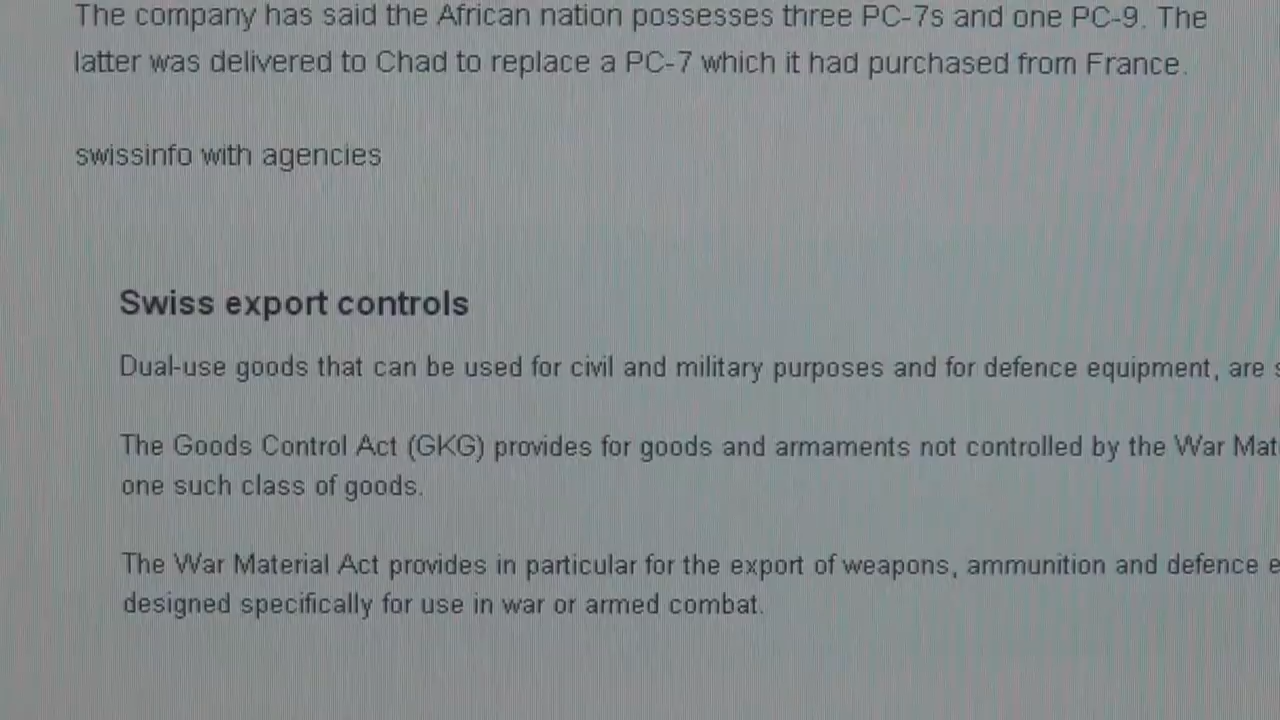 The company has said the African nation possesses three PC-7s and one PC-9. The
latter was delivered to Chad to replace a PC-7 which it had purchased from France.
swissinfo with agencies
Swiss export controls
Dual-use goods that can be used for civil and military purposes and for defence equipment, are
The Goods Control Act (GKG) provides for goods and armaments not controlled by the War
one such class of goods.
The War Material Act provides in particular for the export of weapons, ammunition and defence
designed specifically for use in war or armed combat.